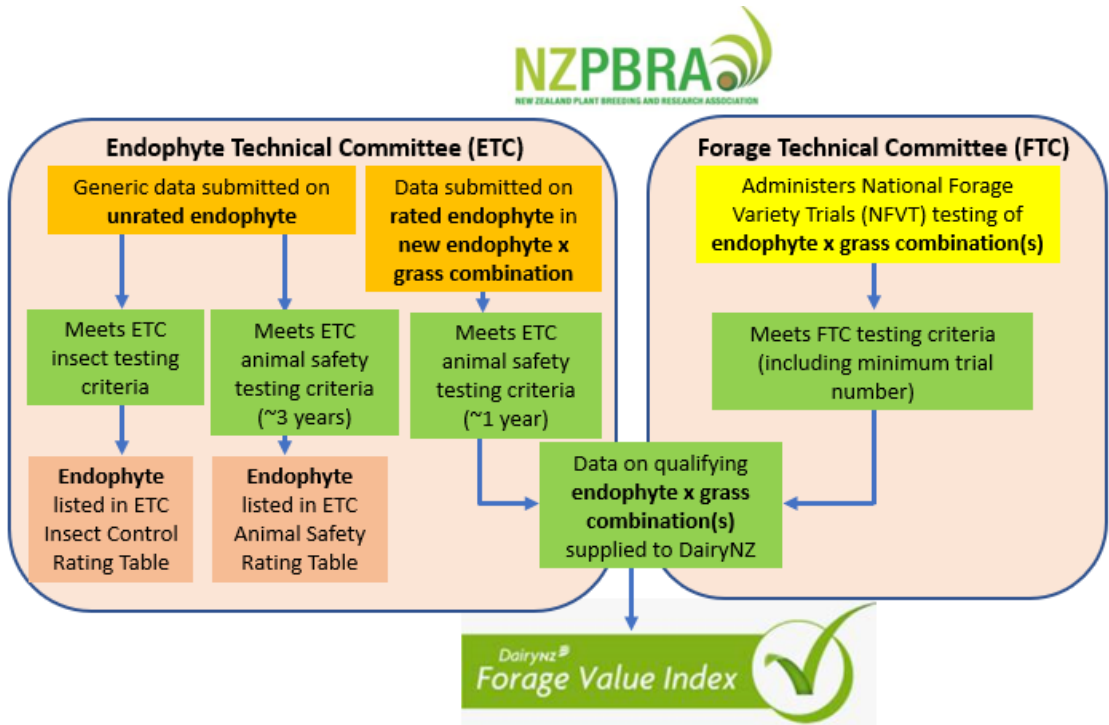 NZPBRA
NEW ZEALAND PLANT BREEDING AND RESEARCH ASSOCIATION
Endophyte Technical Committee (ETC)
Generic data submitted on
unrated endophyte
Data submitted on
rated endophyte in
new endophyte x
grass combination
Meets ETC
insect testing
criteria
Meets ETC
animal safety
testing criteria
(~3 years)
Meets ETC
animal safety
testing criteria
(~1 year)
Endophyte
listed in ETC
Insect Control
Rating Table
Endophyte
listed in ETC
Animal Safety
Rating Table
Forage Technical Committee (FTC)
Administers National Forage
Variety Trials (NFVT) testing of
endophyte x grass combination(s)
Meets FTC testing criteria
(including minimum trial
number)
Data on qualifying
endophyte x grass
combination(s)
supplied to DairyNZ
DairyNZ
Forage Value Index